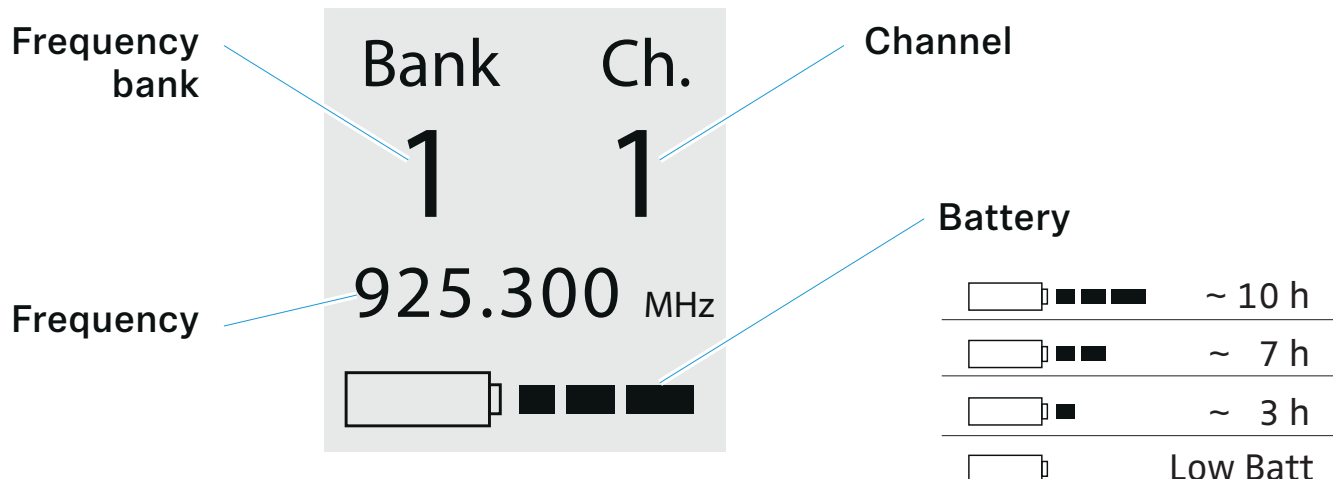 Frequency
bank
Bank Ch.
Channel
1 1
Battery
Frequency
925.300 MHz
~ 10 h
~ 7 h
~ 3 h
Low Batt